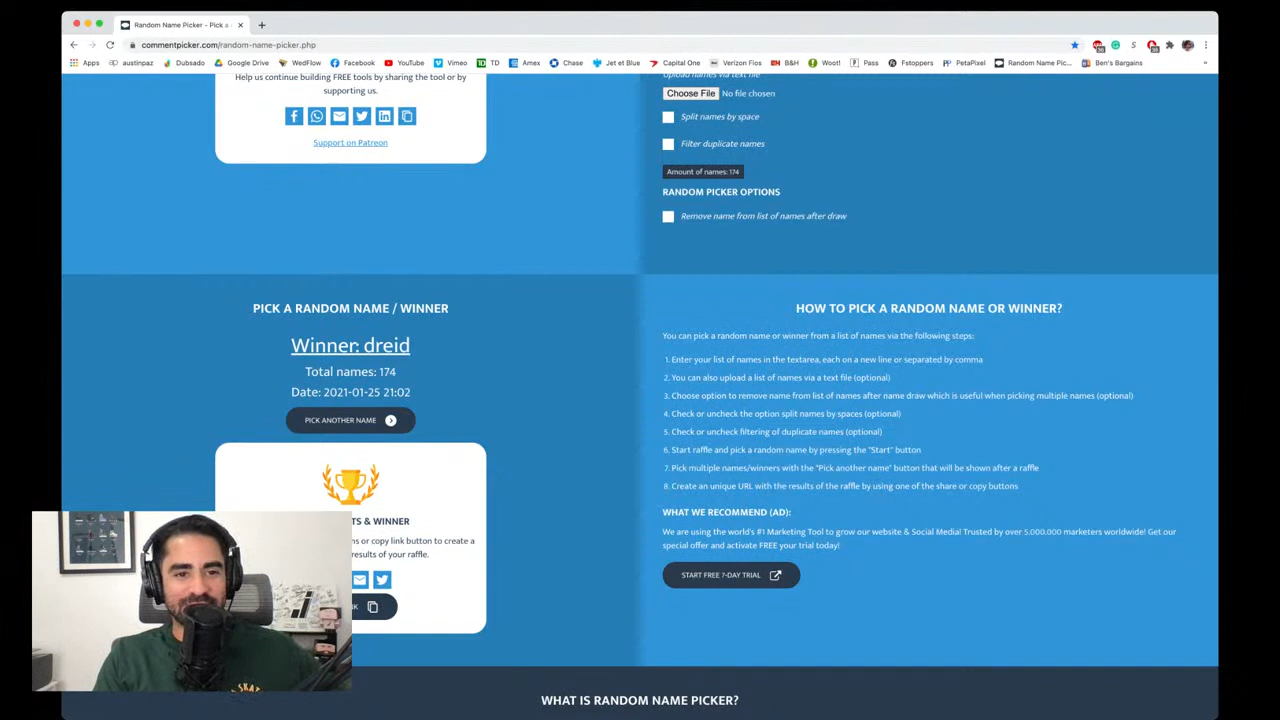 Random Name Picker - Pick a
commentpicker.com/random-name-picker.php
Apps austinpaz Dubsado Google Drive WedFlow Facebook YouTube Vimeo TD Amex Chase Jet et Blue Capital One Verizon Fios B&H Woot! Pass Fstoppers PetaPixel Random Name Pic... Ben's Bargains
Help us continue building FREE tools by sharing the tool or by
supporting us.
Support on Patreon
Upload names via text file
Choose File No file chosen
Split names by space
Filter duplicate names
Amount of names: 174
RANDOM PICKER OPTIONS
Remove name from list of names after draw
PICK A RANDOM NAME / WINNER
Winner: dreid
Total names: 174
Date: 2021-01-25 21:02
PICK ANOTHER NAME
TS & WINNER
ns or copy link button to create a
results of your raffle.
NK
HOW TO PICK A RANDOM NAME OR WINNER?
You can pick a random name or winner from a list of names via the following steps:
1. Enter your list of names in the textarea, each on a new line or separated by comma
2. You can also upload a list of names via a text file (optional)
3. Choose option to remove name from list of names after name draw which is useful when picking multiple names (optional)
4. Check or uncheck the option split names by spaces (optional)
5. Check or uncheck filtering of duplicate names (optional)
6. Start raffle and pick a random name by pressing the "Start" button
7. Pick multiple names/winners with the "Pick another name" button that will be shown after a raffle
8. Create an unique URL with the results of the raffle by using one of the share or copy buttons
WHAT WE RECOMMEND (AD):
We are using the world's #1 Marketing Tool to grow our website & Social Media! Trusted by over 5.000.000 marketers worldwide! Get our
special offer and activate FREE your trial today!
START FREE 7-DAY TRIAL
WHAT IS RANDOM NAME PICKER?